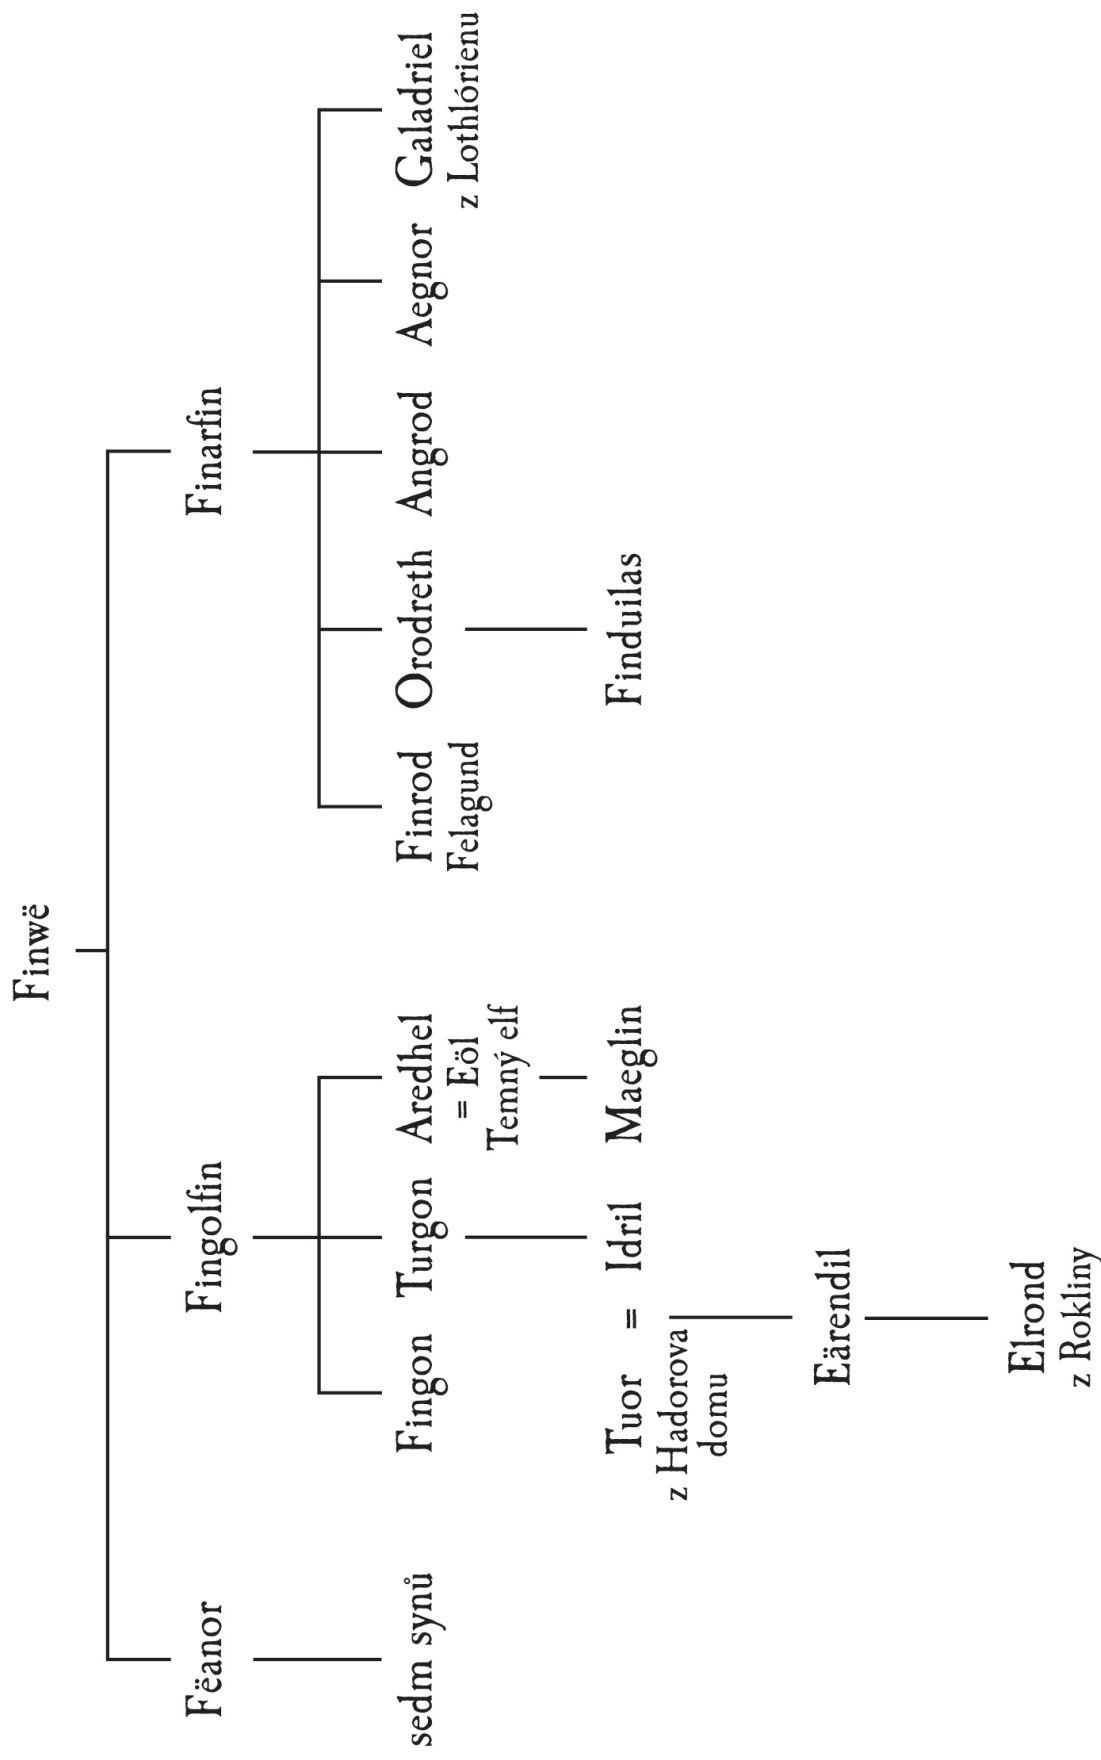 Finwë
Fëanor
Fingolfin
Finarfin
sedm synů
Fingon
Turgon
Aredhel
= Eöl
Temný elf
Finrod
Felagund
Orodreth
Angrod
Aegnor
Galadriel
z Lothlórienu
Tuor = Idril
z Hadorova
domu
Maeglin
Finduilas
Eärendil
Elrond
z Rokliny